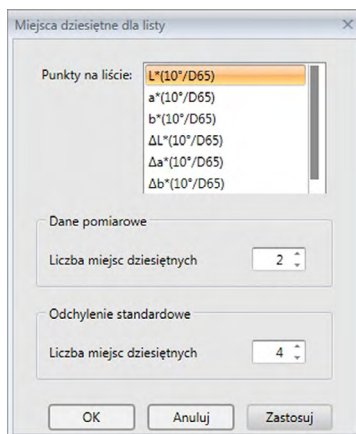 Miejsca dziesiętne dla listy
Punkty na liście:
L*(10°/D65)
a*(10°/D65)
b*(10°/D65)
ΔL*(10°/D65)
Δa*(10°/D65)
Δb*(10°/D65)
Dane pomiarowe
Liczba miejsc dziesiętnych 2
Odchylenie standardowe
Liczba miejsc dziesiętnych 4
OK Anuluj Zastosuj